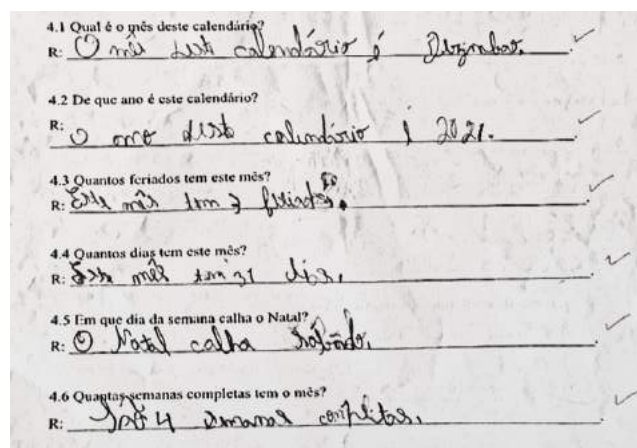 4.1 Qual é o mês deste calendário?
R: O mês dest calendário é Dezembro.
4.2 De que ano é este calendário?
R: O ano dest calendário é 2021.
4.3 Quantos feriados tem este mês?
R: Este mês tem 3 feriados.
4.4 Quantos dias tem este mês?
R: Este mês tem 31 dias.
4.5 Em que dia da semana calha o Natal?
R: O Natal calha sabado.
4.6 Quantas semanas completas tem o mês?
R: São 4 semanas completas.